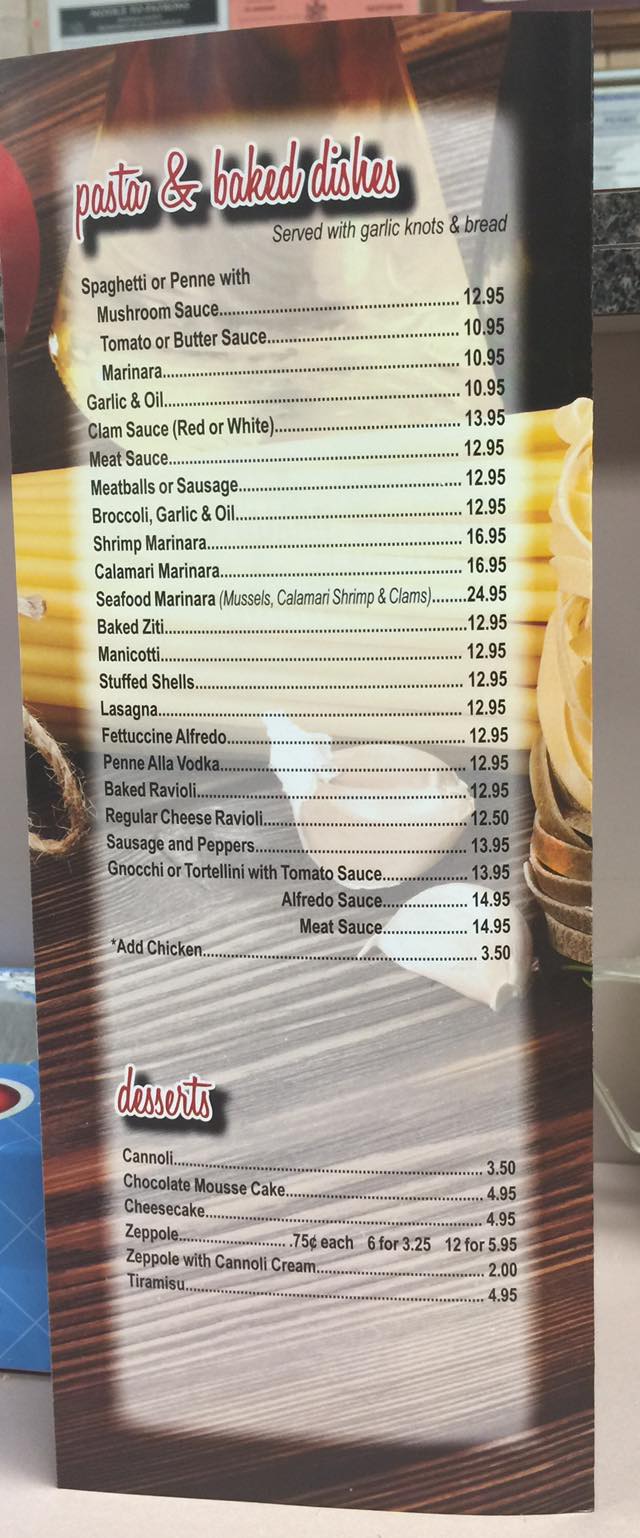 NOTICE TO PATRONS
pasta & baked dishes
Served with garlic knots & bread
Spaghetti or Penne with
Mushroom Sauce.......... 12.95
Tomato or Butter Sauce.......... 10.95
Marinara.......... 10.95
Garlic & Oil.......... 10.95
Clam Sauce (Red or White).......... 13.95
Meat Sauce.......... 12.95
Meatballs or Sausage.......... 12.95
Broccoli, Garlic & Oil.......... 12.95
Shrimp Marinara.......... 16.95
Calamari Marinara.......... 16.95
Seafood Marinara (Mussels, Calamari Shrimp & Clams)........24.95
Baked Ziti..........12.95
Manicotti.......... 12.95
Stuffed Shells.......... 12.95
Lasagna.......... 12.95
Fettuccine Alfredo.......... 12.95
Penne Alla Vodka.......... 12.95
Baked Ravioli.......... 12.95
Regular Cheese Ravioli.......... 12.50
Sausage and Peppers.......... 13.95
Gnocchi or Tortellini with Tomato Sauce.......... 13.95
Alfredo Sauce.......... 14.95
Meat Sauce.......... 14.95
*Add Chicken.......... 3.50
desserts
Cannoli.......... 3.50
Chocolate Mousse Cake.......... 4.95
Cheesecake.......... 4.95
Zeppole.......... .75¢ each 6 for 3.25 12 for 5.95
Zeppole with Cannoli Cream.......... 2.00
Tiramisu.......... 4.95